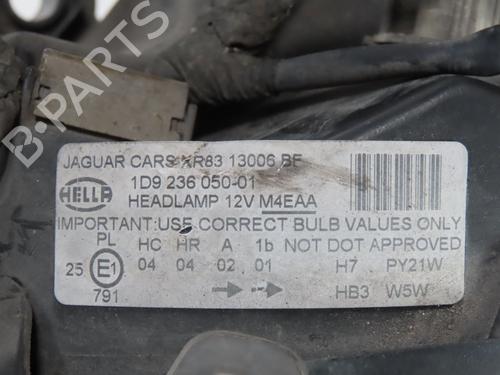 JAGUAR CARS XR83 13006 BF
HELLA
1D9 236 050-01
HEADLAMP 12V M4EAA
IMPORTANT:USE CORRECT BULB VALUES ONLY
PL HC HR A 1b NOT DOT APPROVED
25 E1 04 04 02 01 H7 PY21W
791 HB3 W5W
B-PARTS